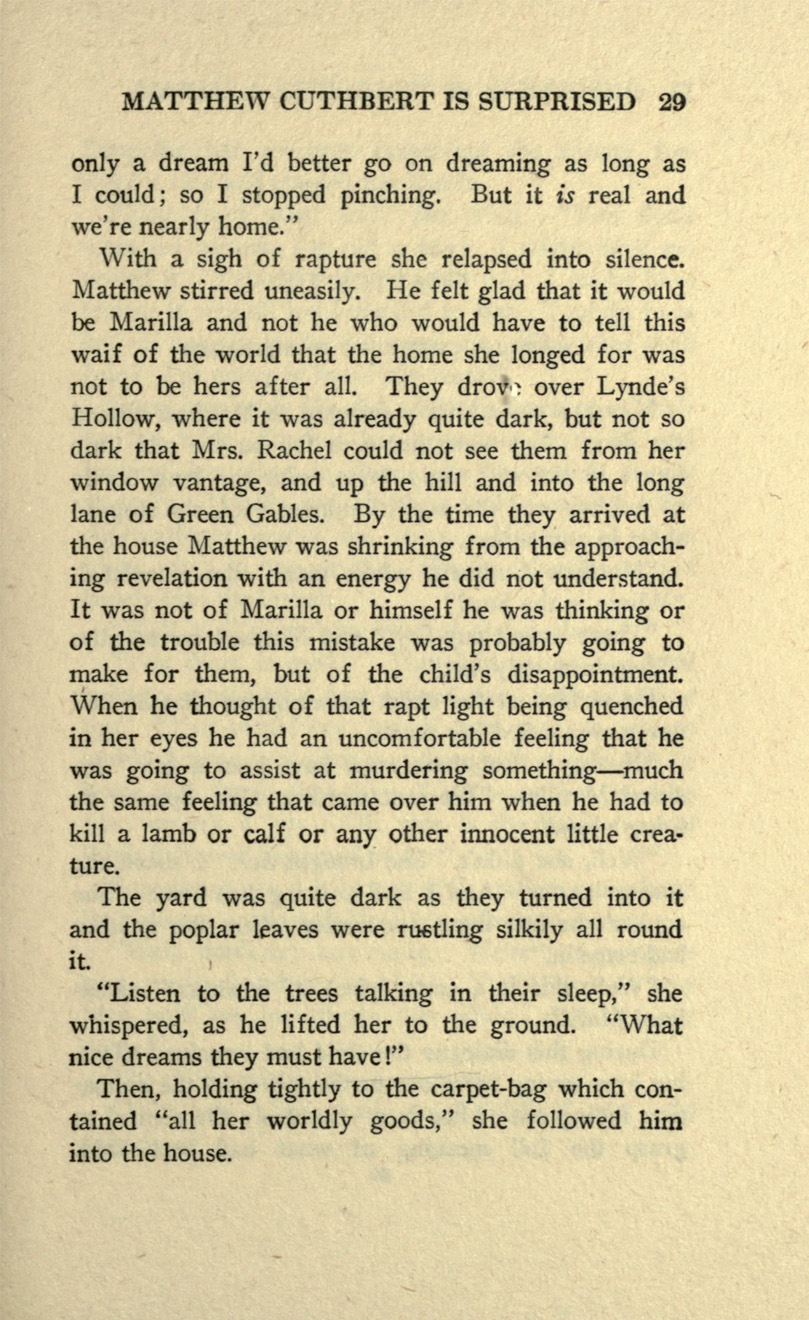 MATTHEW CUTHBERT IS SURPRISED 29
only a dream I'd better go on dreaming as long as
I could; so I stopped pinching. But it is real and
we're nearly home."
With a sigh of rapture she relapsed into silence.
Matthew stirred uneasily. He felt glad that it would
be Marilla and not he who would have to tell this
waif of the world that the home she longed for was
not to be hers after all. They drove over Lynde's
Hollow, where it was already quite dark, but not so
dark that Mrs. Rachel could not see them from her
window vantage, and up the hill and into the long
lane of Green Gables. By the time they arrived at
the house Matthew was shrinking from the approach-
ing revelation with an energy he did not understand.
It was not of Marilla or himself he was thinking or
of the trouble this mistake was probably going to
make for them, but of the child's disappointment.
When he thought of that rapt light being quenched
in her eyes he had an uncomfortable feeling that he
was going to assist at murdering something—much
the same feeling that came over him when he had to
kill a lamb or calf or any other innocent little crea-
ture.
The yard was quite dark as they turned into it
and the poplar leaves were rustling silkily all round
it.
"Listen to the trees talking in their sleep," she
whispered, as he lifted her to the ground. "What
nice dreams they must have!"
Then, holding tightly to the carpet-bag which con-
tained "all her worldly goods," she followed him
into the house.